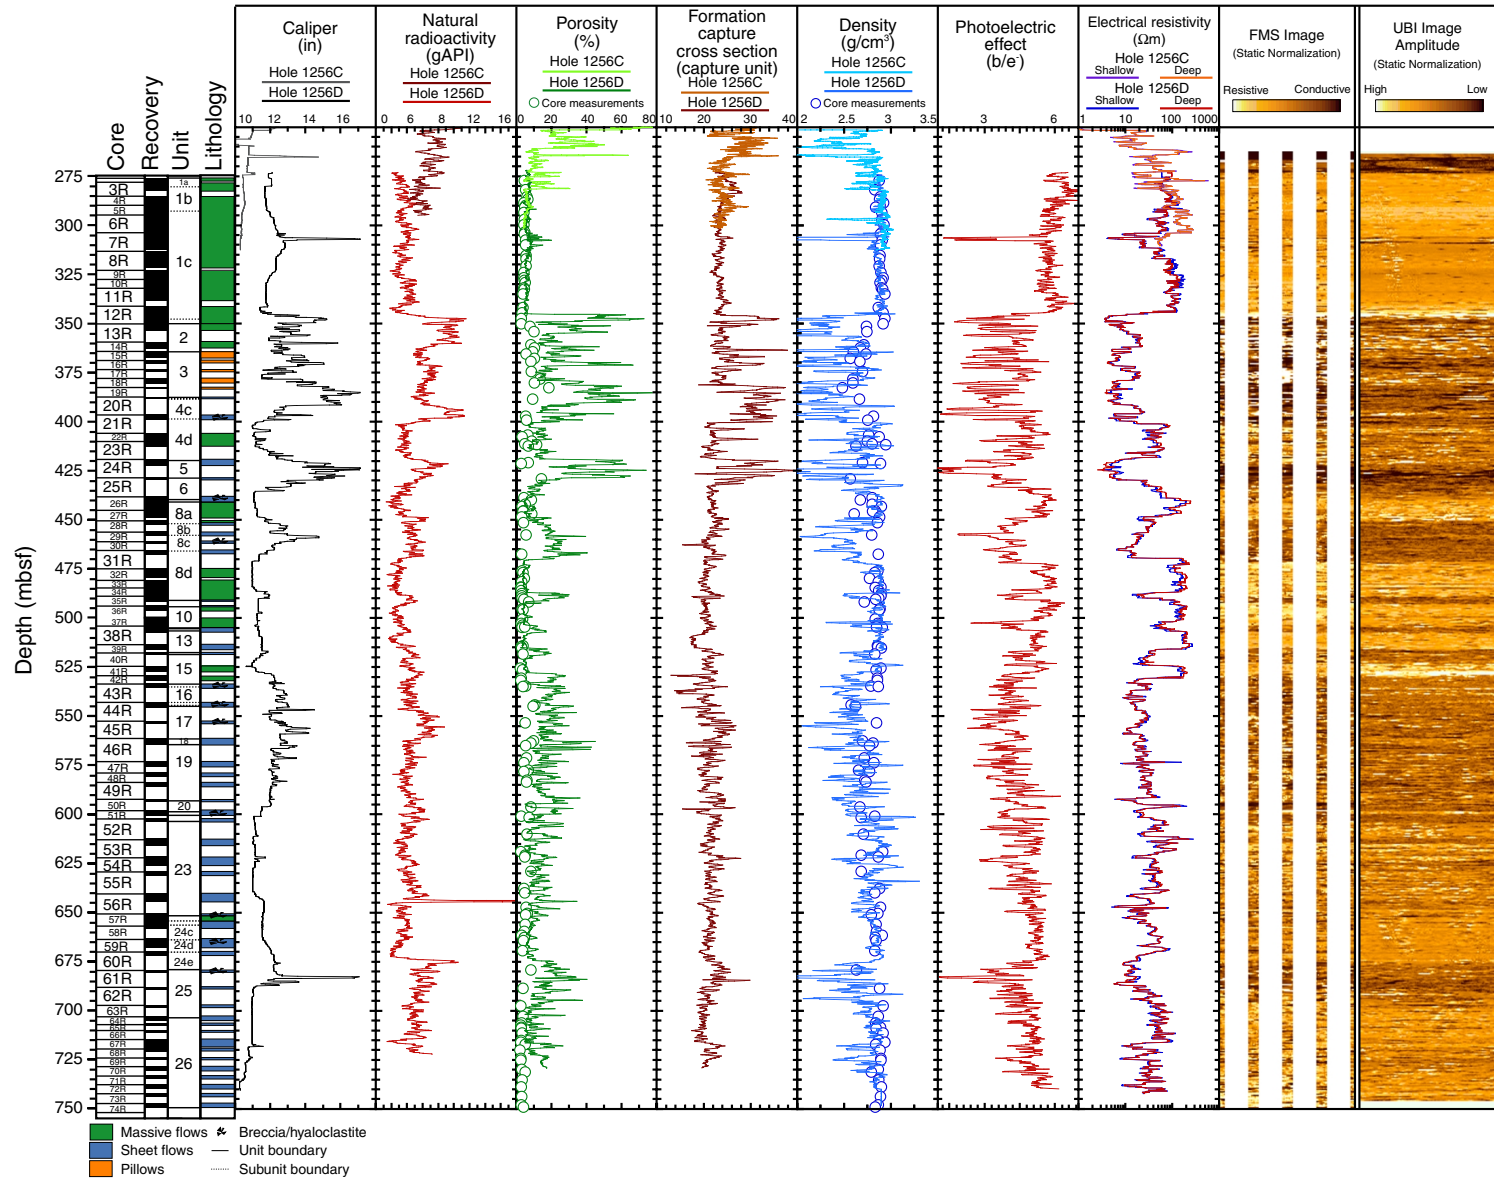 Caliper
(in)
Hole 1256C
Hole 1256D
Natural
radioactivity
(gAPI)
Hole 1256C
Hole 1256D
Porosity
(%)
Hole 1256C
Hole 1256D
Core measurements
Formation
capture
cross section
(capture unit)
Hole 1256C
Hole 1256D
Density
(g/cm³)
Hole 1256C
Hole 1256D
Core measurements
Photoelectric
effect
(b/e⁻)
Electrical resistivity
(Ωm)
Hole 1256C
Shallow Deep
Hole 1256D
Shallow Deep
FMS Image
(Static Normalization)
Resistive Conductive
UBI Image
Amplitude
(Static Normalization)
High Low
Core
Recovery
Unit
Lithology
10 12 14 16
0 6 8 12 16
0 20 40 60 80
10 20 30 40
2 2.5 3 3.5
3 6
1 10 100 1000
Depth (mbsf)
275
300
325
350
375
400
425
450
475
500
525
550
575
600
625
650
675
700
725
750
3R
4R
5R
6R
7R
8R
9R
10R
11R
12R
13R
14R
15R
16R
17R
18R
19R
20R
21R
22R
23R
24R
25R
26R
27R
28R
29R
30R
31R
32R
33R
34R
35R
36R
37R
38R
39R
40R
41R
42R
43R
44R
45R
46R
47R
48R
49R
50R
51R
52R
53R
54R
55R
56R
57R
58R
59R
60R
61R
62R
63R
64R
65R
66R
67R
68R
69R
70R
71R
72R
73R
74R
1a
1b
1c
2
3
4c
4d
5
6
8a
8b
8c
8d
10
13
15
16
17
18
19
20
23
24c
24d
24e
25
26
Massive flows
Breccia/hyaloclastite
Sheet flows
Unit boundary
Pillows
Subunit boundary